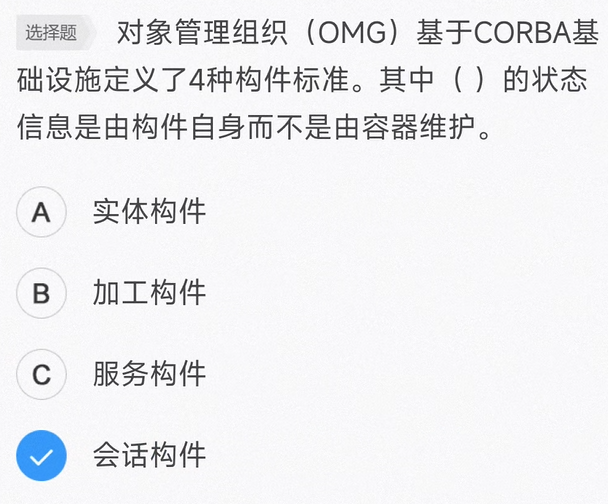 选择题 对象管理组织（OMG）基于CORBA基
础设施定义了4种构件标准。其中（ ）的状态
信息是由构件自身而不是由容器维护。
A 实体构件
B 加工构件
C 服务构件
会话构件